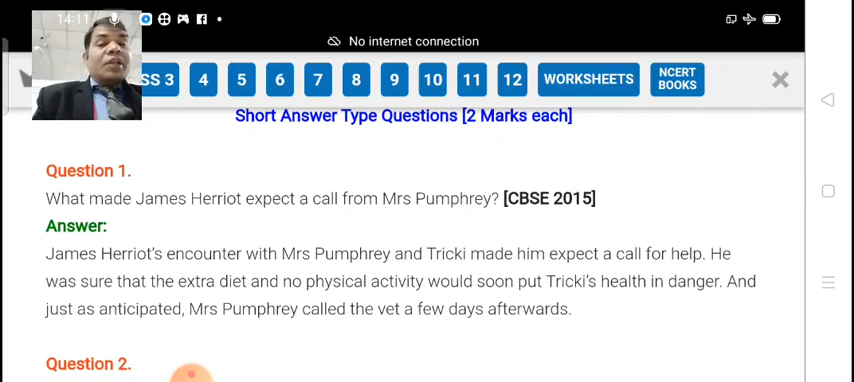 14:11
No internet connection
SS 3 4 5 6 7 8 9 10 11 12 WORKSHEETS NCERT BOOKS
Short Answer Type Questions [2 Marks each]
Question 1.
What made James Herriot expect a call from Mrs Pumphrey? [CBSE 2015]
Answer:
James Herriot's encounter with Mrs Pumphrey and Tricki made him expect a call for help. He
was sure that the extra diet and no physical activity would soon put Tricki's health in danger. And
just as anticipated, Mrs Pumphrey called the vet a few days afterwards.
Question 2.